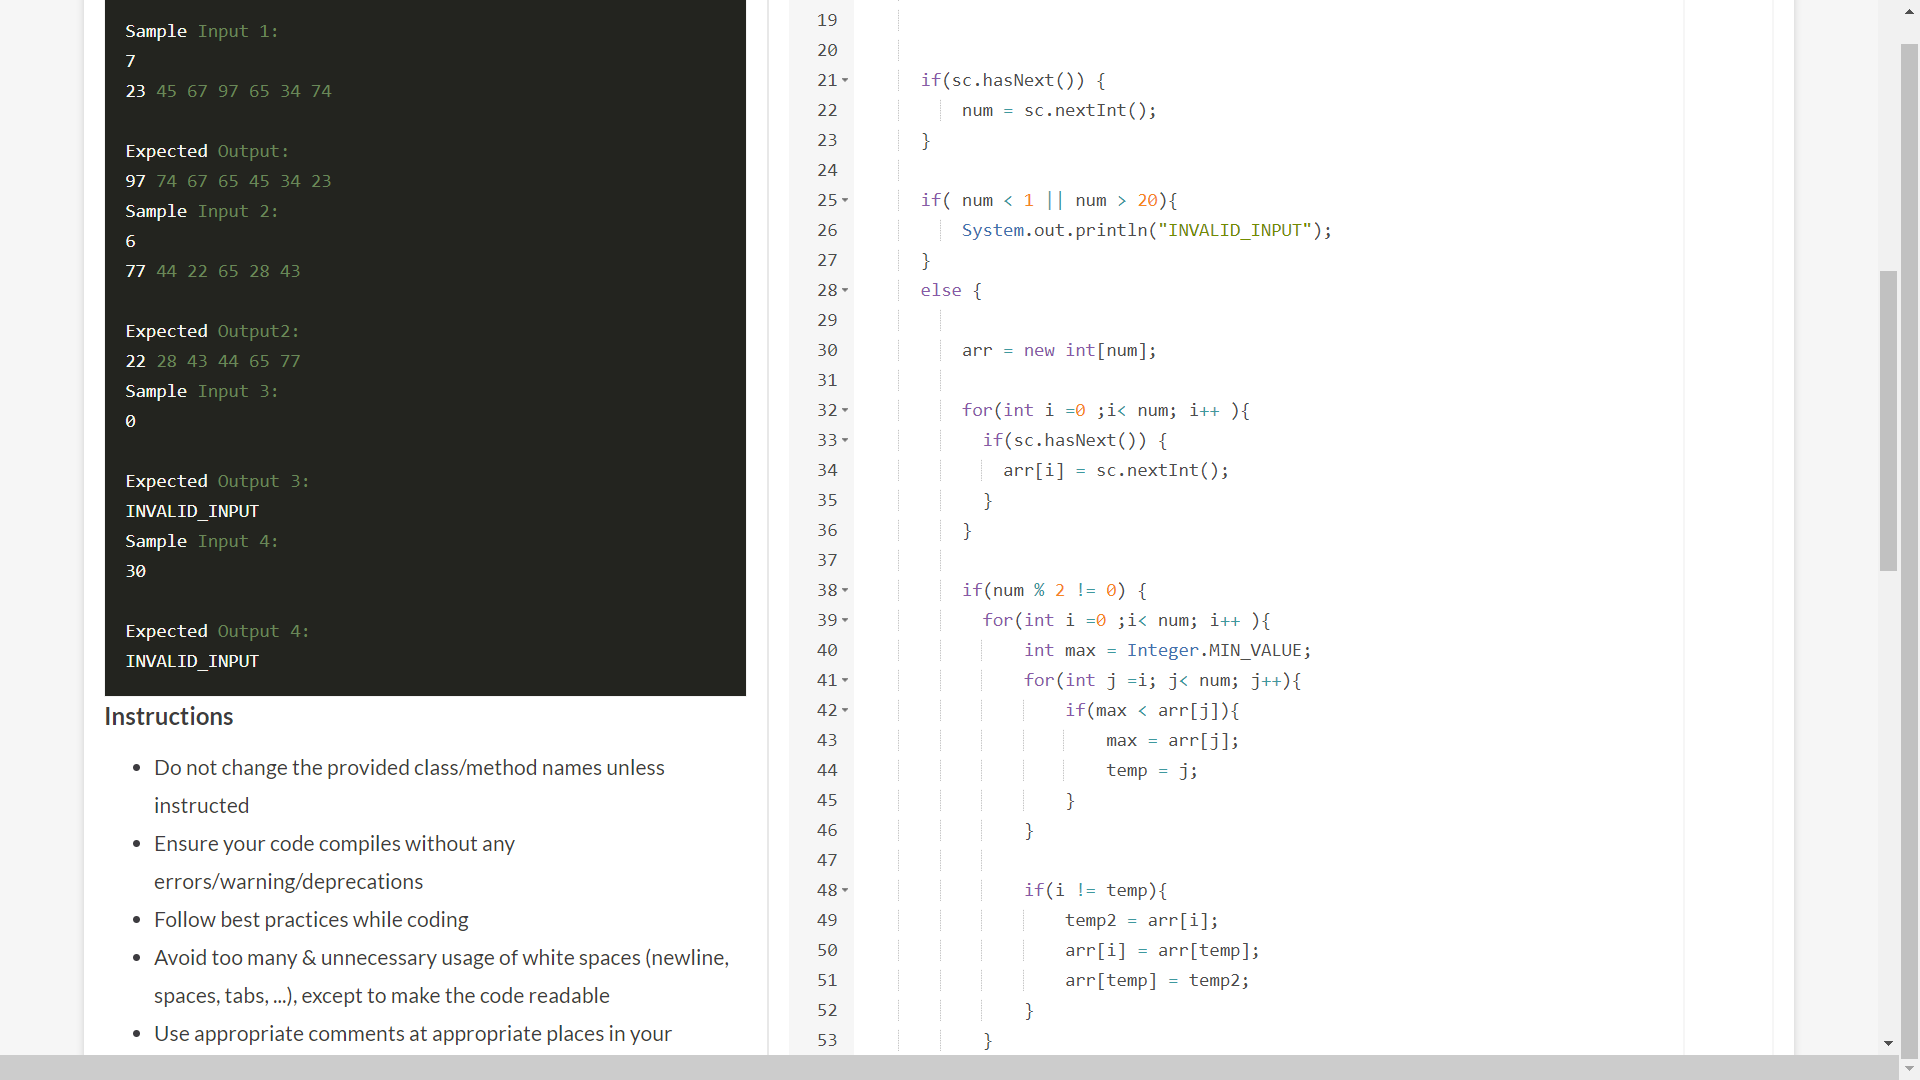 Sample Input 1:
7
23 45 67 97 65 34 74
Expected Output:
97 74 67 65 45 34 23
Sample Input 2:
6
77 44 22 65 28 43
Expected Output2:
22 28 43 44 65 77
Sample Input 3:
0
Expected Output 3:
INVALID_INPUT
Sample Input 4:
30
Expected Output 4:
INVALID_INPUT
Instructions
• Do not change the provided class/method names unless
instructed
• Ensure your code compiles without any
errors/warning/deprecations
• Follow best practices while coding
• Avoid too many & unnecessary usage of white spaces (newline,
spaces, tabs, ...), except to make the code readable
• Use appropriate comments at appropriate places in your
19
20
21 if(sc.hasNext()) {
22 num = sc.nextInt();
23 }
24
25 if( num < 1 || num > 20){
26 System.out.println("INVALID_INPUT");
27 }
28 else {
29
30 arr = new int[num];
31
32 for(int i =0 ;i< num; i++ ){
33 if(sc.hasNext()) {
34 arr[i] = sc.nextInt();
35 }
36 }
37
38 if(num % 2 != 0) {
39 for(int i =0 ;i< num; i++ ){
40 int max = Integer.MIN_VALUE;
41 for(int j =i; j< num; j++){
42 if(max < arr[j]){
43 max = arr[j];
44 temp = j;
45 }
46 }
47
48 if(i != temp){
49 temp2 = arr[i];
50 arr[i] = arr[temp];
51 arr[temp] = temp2;
52 }
53 }